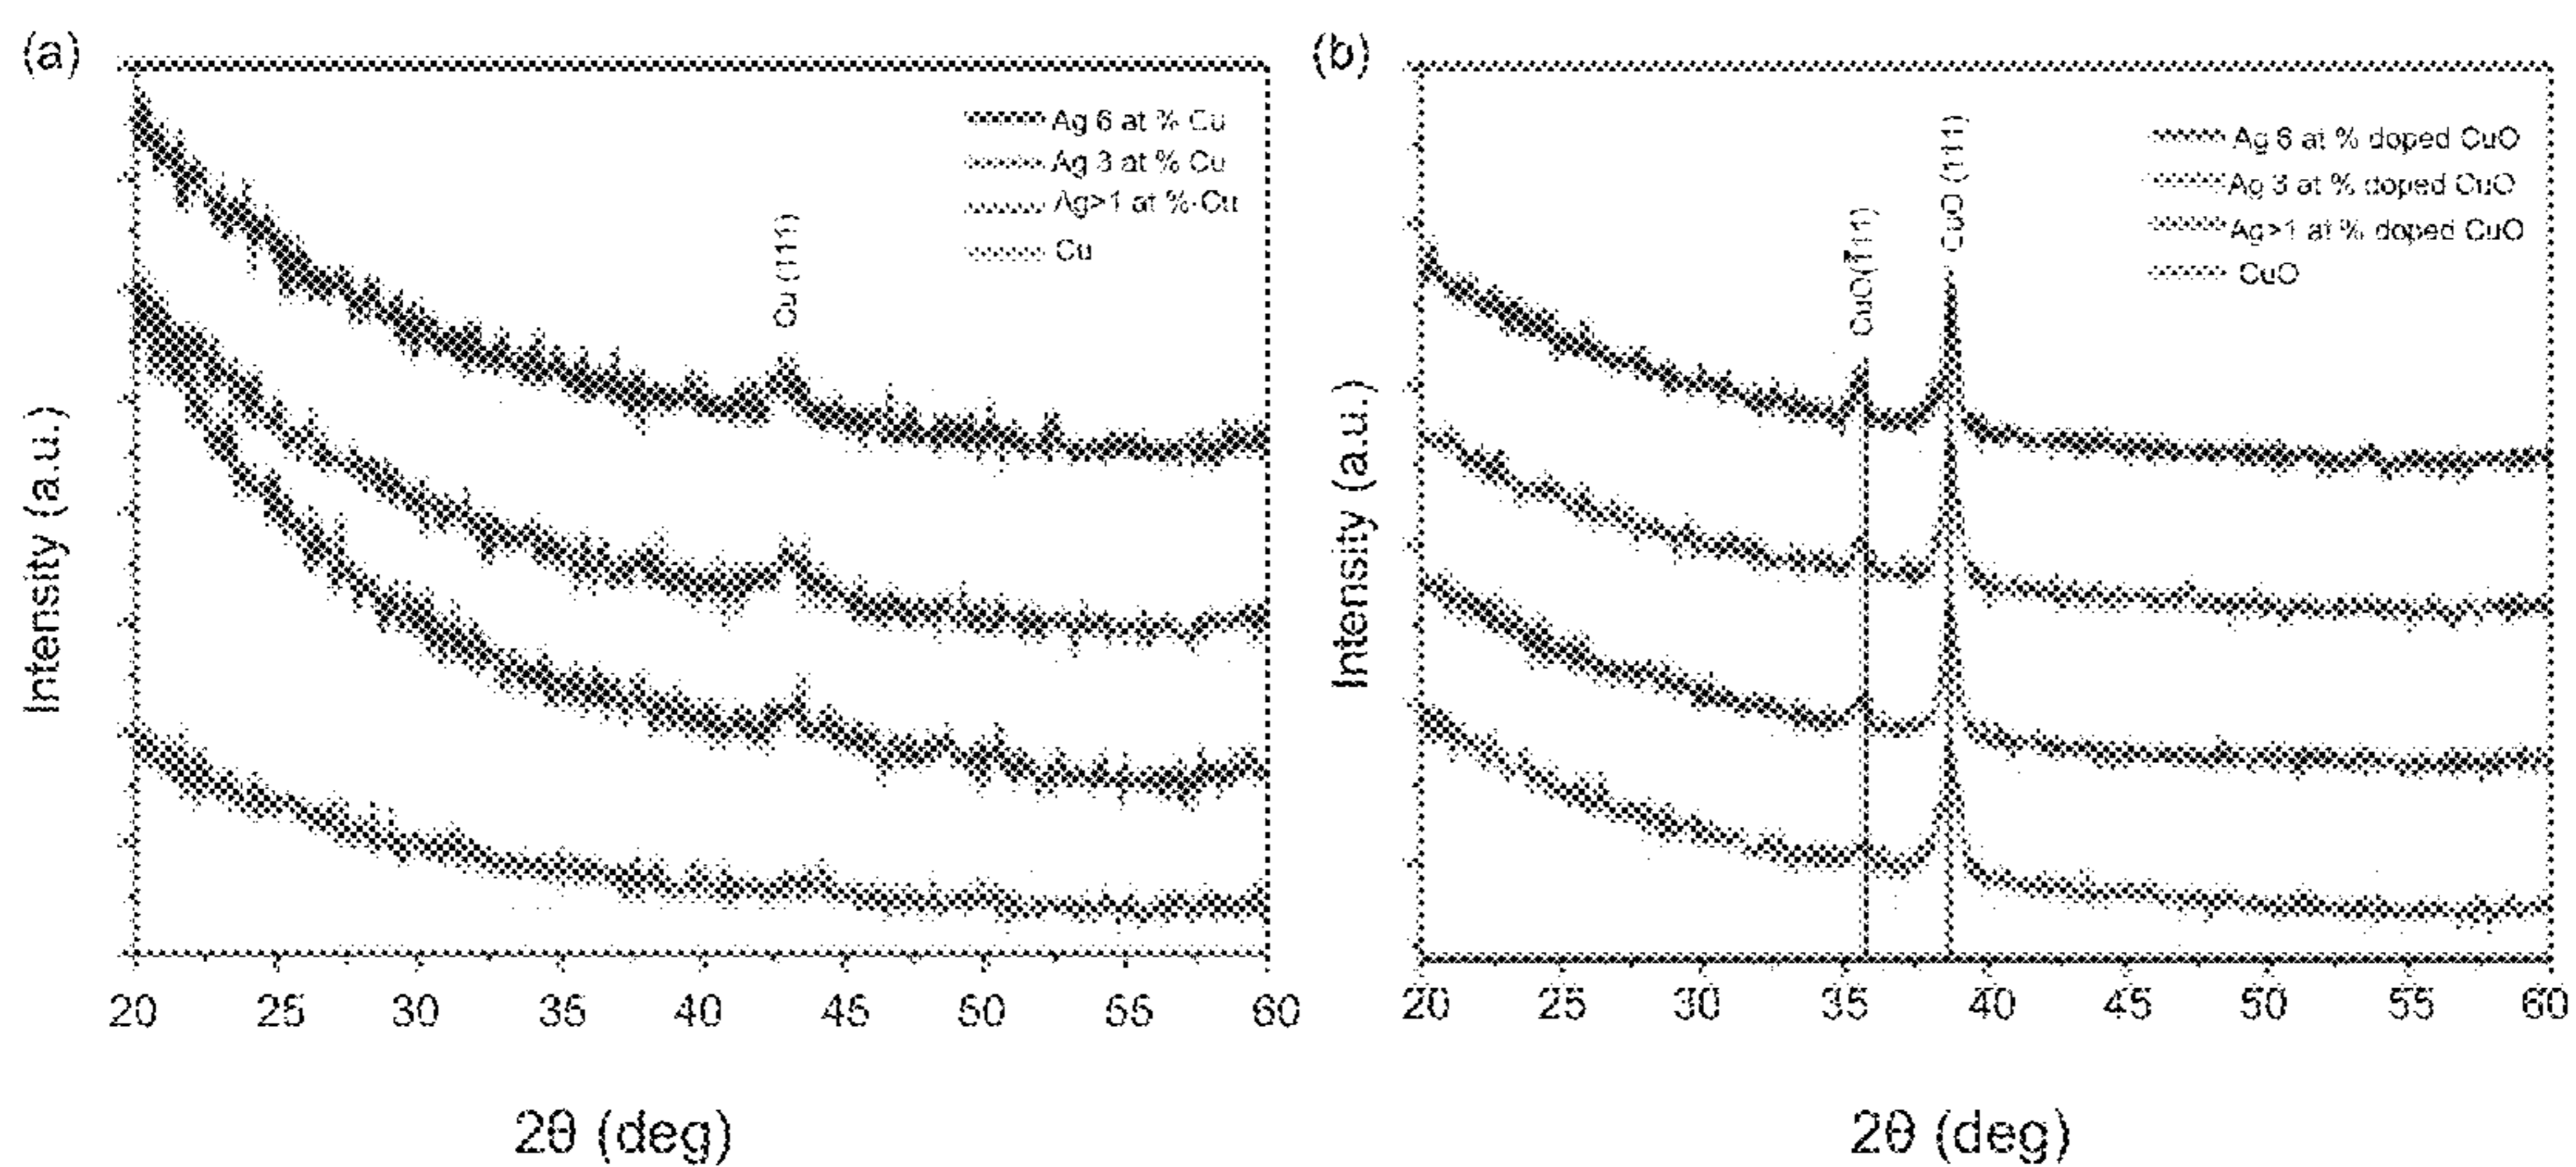 (a)
Intensity (a.u.)
Ag 6 at % Cu
Ag 3 at % Cu
Ag>1 at %-Cu
Cu
Cu (111)
20 25 30 35 40 45 50 55 60
2θ (deg)
(b)
Intensity (a.u.)
CuO(1̅11)
CuO (111)
Ag 6 at % doped CuO
Ag 3 at % doped CuO
Ag>1 at % doped CuO
CuO
20 25 30 35 40 45 50 55 60
2θ (deg)